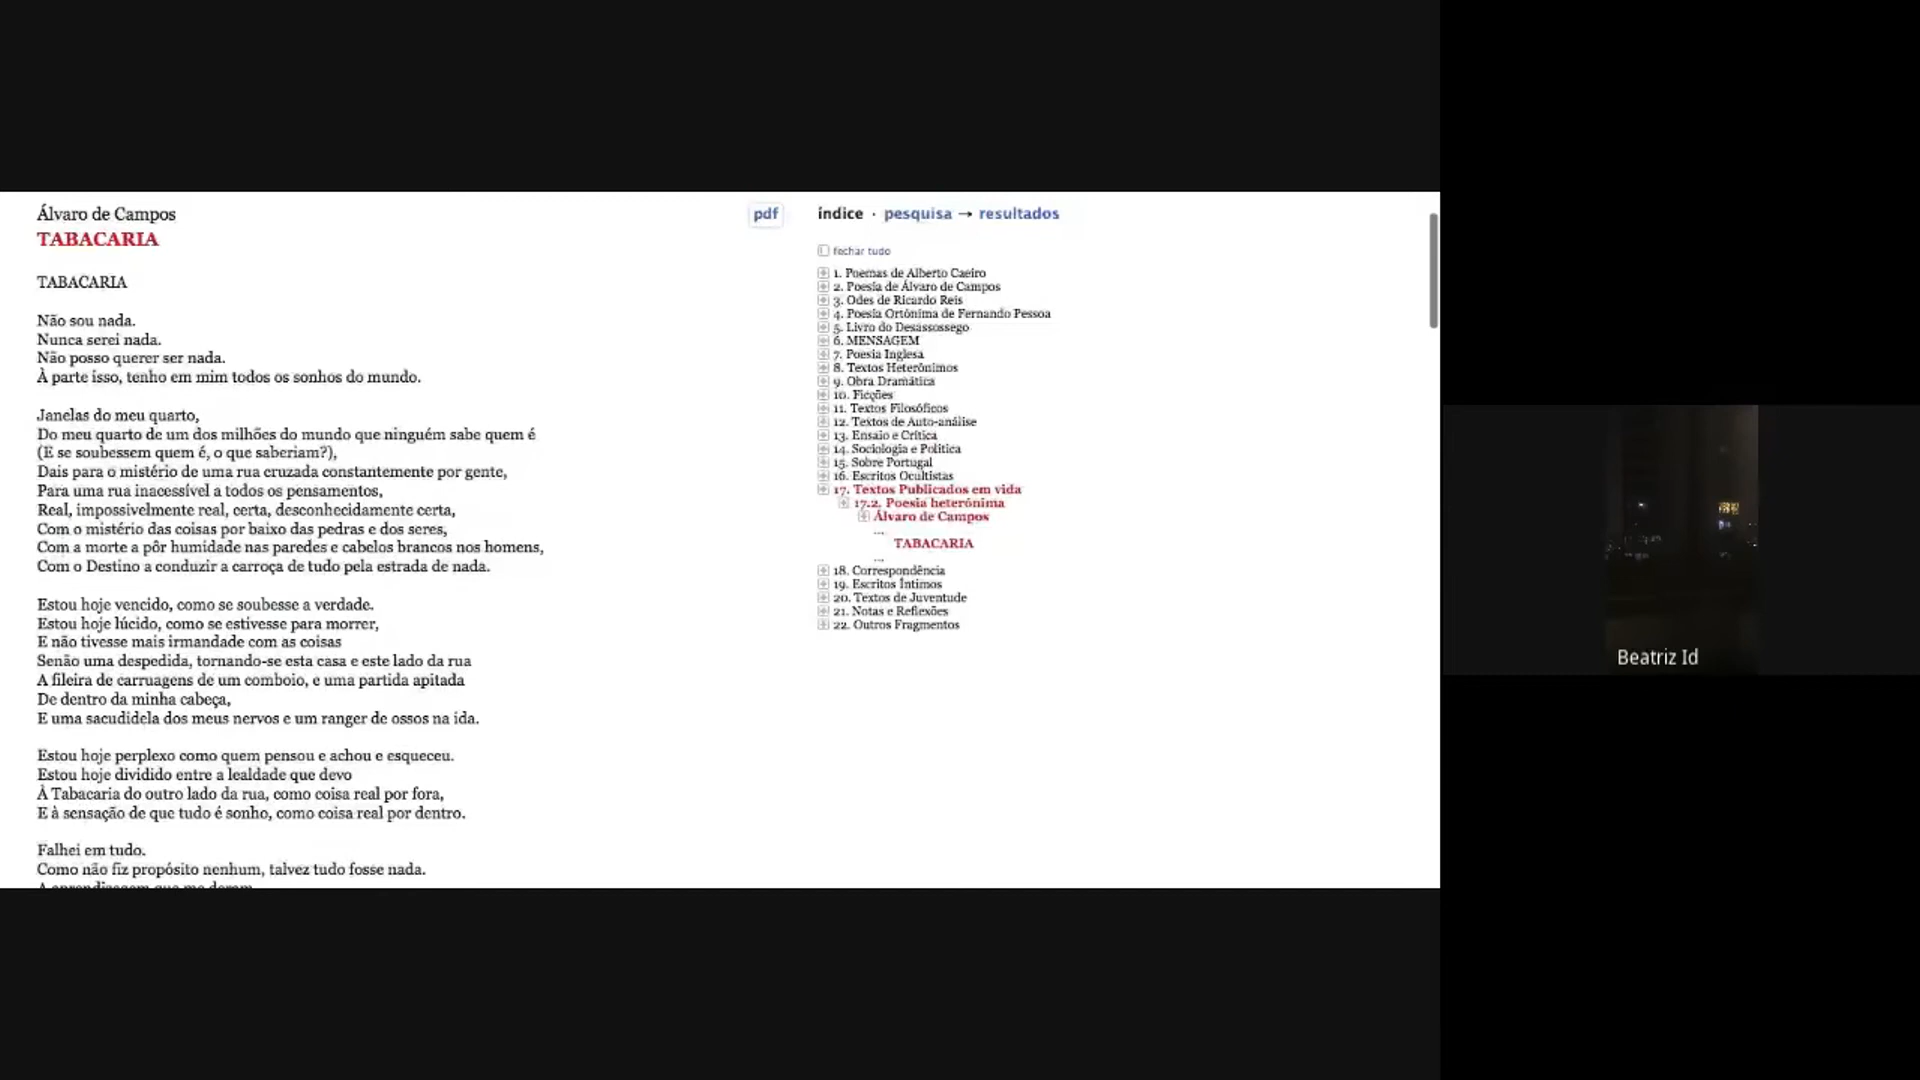 Álvaro de Campos
TABACARIA
TABACARIA
Não sou nada.
Nunca serei nada.
Não posso querer ser nada.
À parte isso, tenho em mim todos os sonhos do mundo.
Janelas do meu quarto,
Do meu quarto de um dos milhões do mundo que ninguém sabe quem é
(E se soubessem quem é, o que saberiam?),
Dais para o mistério de uma rua cruzada constantemente por gente,
Para uma rua inacessível a todos os pensamentos,
Real, impossivelmente real, certa, desconhecidamente certa,
Com o mistério das coisas por baixo das pedras e dos seres,
Com a morte a pôr humidade nas paredes e cabelos brancos nos homens,
Com o Destino a conduzir a carroça de tudo pela estrada de nada.
Estou hoje vencido, como se soubesse a verdade.
Estou hoje lúcido, como se estivesse para morrer,
E não tivesse mais irmandade com as coisas
Senão uma despedida, tornando-se esta casa e este lado da rua
A fileira de carruagens de um comboio, e uma partida apitada
De dentro da minha cabeça,
E uma sacudidela dos meus nervos e um ranger de ossos na ida.
Estou hoje perplexo como quem pensou e achou e esqueceu.
Estou hoje dividido entre a lealdade que devo
À Tabacaria do outro lado da rua, como coisa real por fora,
E à sensação de que tudo é sonho, como coisa real por dentro.
Falhei em tudo.
Como não fiz propósito nenhum, talvez tudo fosse nada.
A aprendizagem que me deram
pdf
índice · pesquisa → resultados
fechar tudo
1. Poemas de Alberto Caeiro
2. Poesia de Álvaro de Campos
3. Odes de Ricardo Reis
4. Poesia Ortónima de Fernando Pessoa
5. Livro do Desassossego
6. MENSAGEM
7. Poesia Inglesa
8. Textos Heterónimos
9. Obra Dramática
10. Ficções
11. Textos Filosóficos
12. Textos de Auto-análise
13. Ensaio e Crítica
14. Sociologia e Política
15. Sobre Portugal
16. Escritos Ocultistas
17. Textos Publicados em vida
17.2. Poesia heterónima
Álvaro de Campos
...
TABACARIA
...
18. Correspondência
19. Escritos Íntimos
20. Textos de Juventude
21. Notas e Reflexões
22. Outros Fragmentos
Beatriz Id